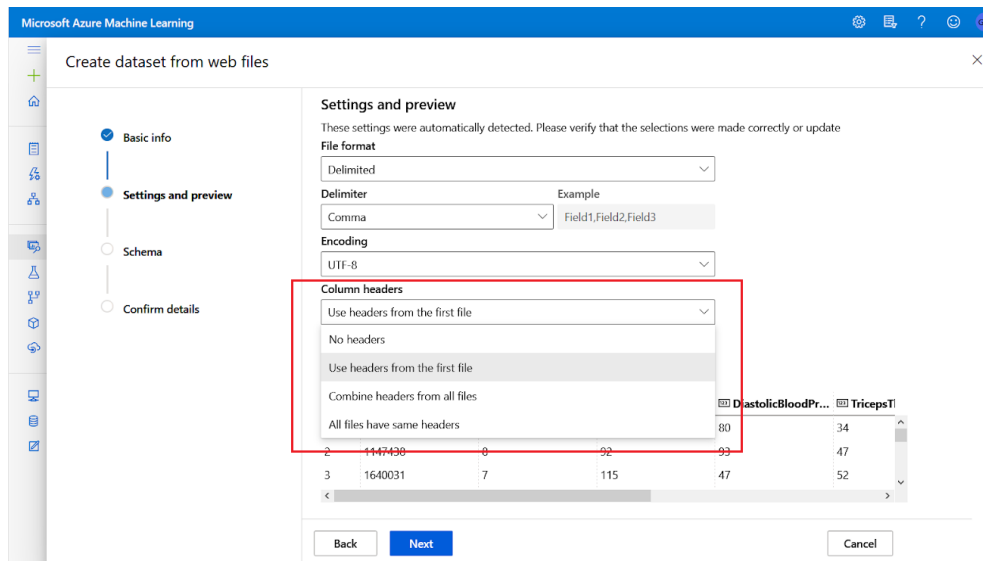 Microsoft Azure Machine Learning
Create dataset from web files
Basic info
Settings and preview
Schema
Confirm details
Settings and preview
These settings were automatically detected. Please verify that the selections were made correctly or update
File format
Delimited
Delimiter Example
Comma Field1,Field2,Field3
Encoding
UTF-8
Column headers
Use headers from the first file
No headers
Use headers from the first file
Combine headers from all files
All files have same headers
DiastolicBloodPr... TricepsT
80 34
2 1147438 8 92 93 47
3 1640031 7 115 47 52
Back Next Cancel